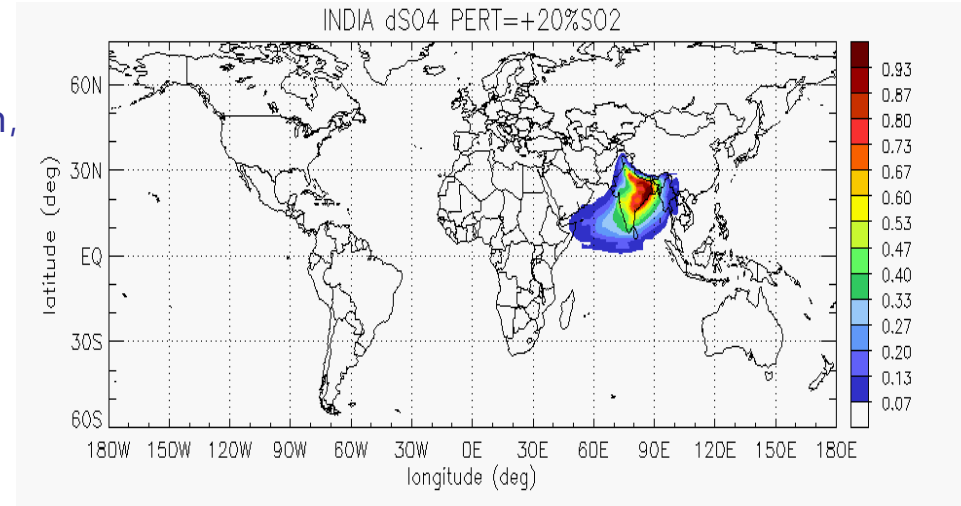 INDIA dSO4 PERT=+20%SO2
n,
latitude (deg)
60N
30N
EQ
30S
60S
180W 150W 120W 90W 60W 30W 0E 30E 60E 90E 120E 150E 180E
longitude (deg)
0.93
0.87
0.80
0.73
0.67
0.60
0.53
0.47
0.40
0.33
0.27
0.20
0.13
0.07